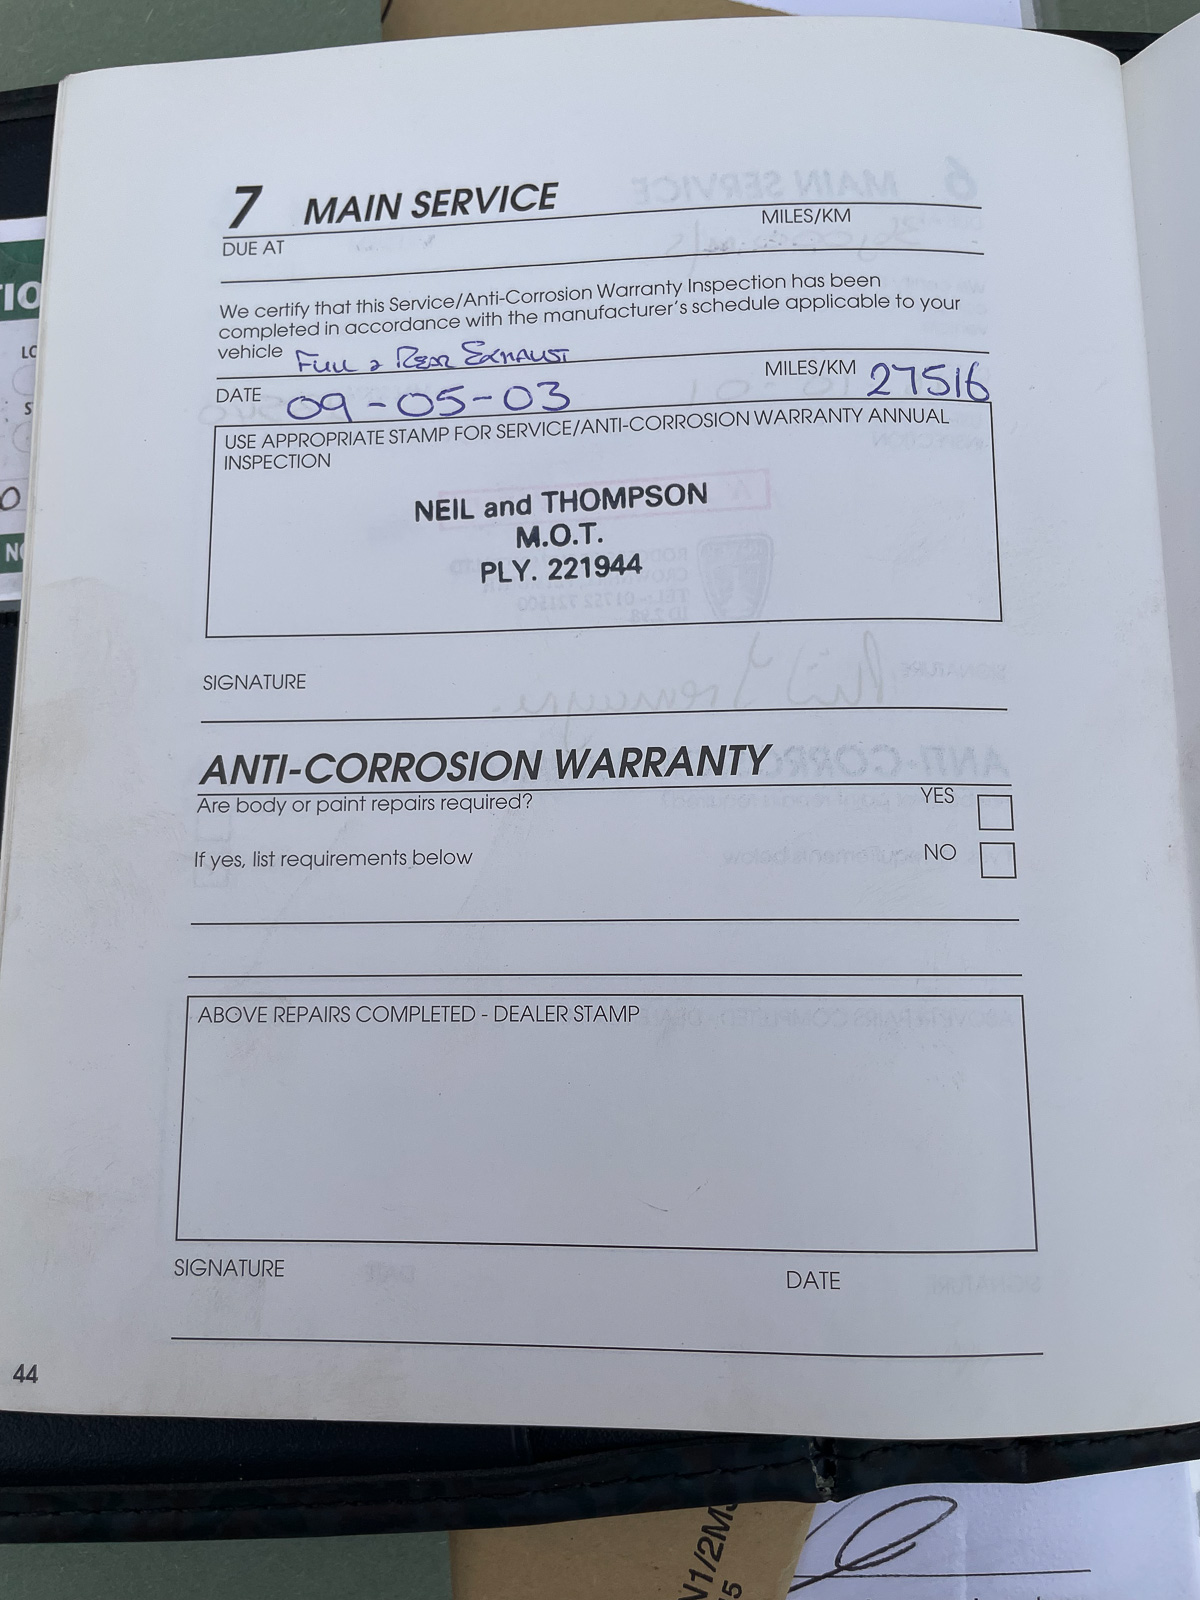 7 MAIN SERVICE
DUE AT MILES/KM
We certify that this Service/Anti-Corrosion Warranty Inspection has been
completed in accordance with the manufacturer's schedule applicable to your
vehicle Full & Rear Exhaust
DATE 09-05-03 MILES/KM 27516
USE APPROPRIATE STAMP FOR SERVICE/ANTI-CORROSION WARRANTY ANNUAL
INSPECTION
NEIL and THOMPSON
M.O.T.
PLY. 221944
SIGNATURE
ANTI-CORROSION WARRANTY
Are body or paint repairs required? YES
If yes, list requirements below NO
ABOVE REPAIRS COMPLETED - DEALER STAMP
SIGNATURE DATE
44